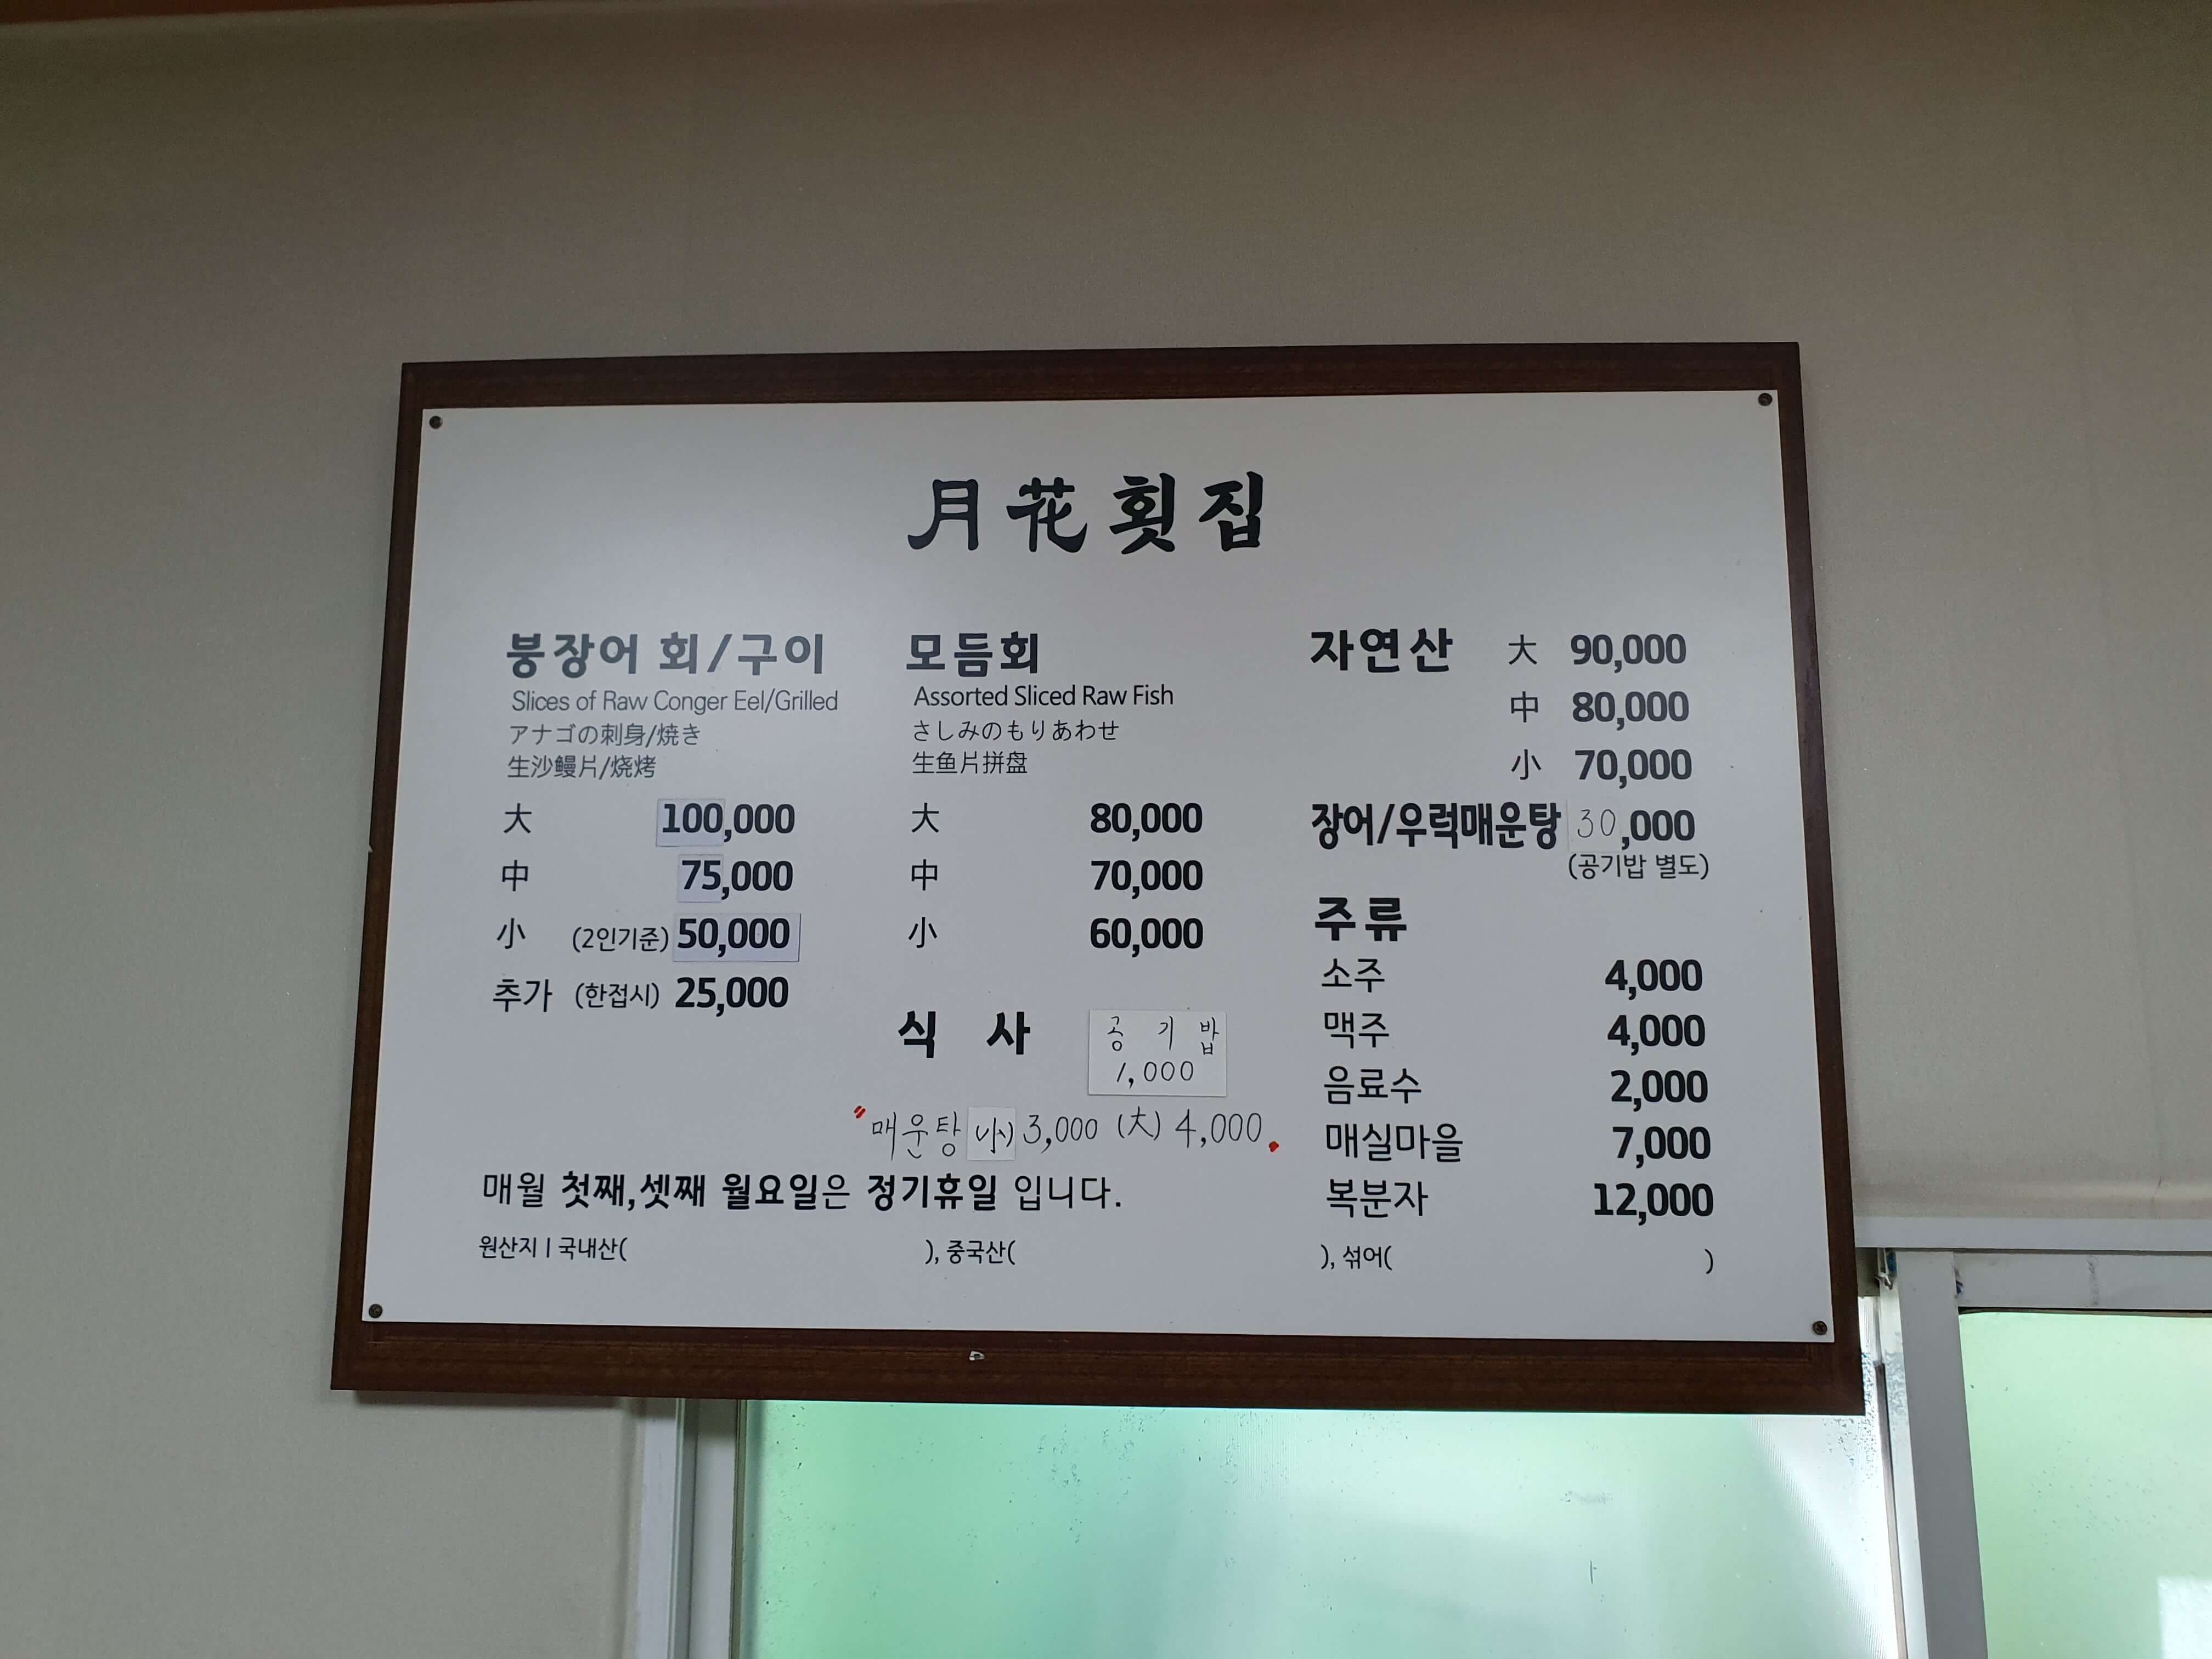 月花횟집
붕장어 회/구이
Slices of Raw Conger Eel/Grilled
アナゴの刺身/焼き
生沙鳗片/烧烤
大 100,000
中 75,000
小 (2인기준) 50,000
추가 (한접시) 25,000
모듬회
Assorted Sliced Raw Fish
さしみのもりあわせ
生鱼片拼盘
大 80,000
中 70,000
小 60,000
식 사
공 기 밥
1,000
"매운탕 (小) 3,000 (大) 4,000.
자연산 大 90,000
中 80,000
小 70,000
장어/우럭매운탕 30,000
(공기밥 별도)
주류
소주 4,000
맥주 4,000
음료수 2,000
매실마을 7,000
복분자 12,000
매월 첫째,셋째 월요일은 정기휴일 입니다.
원산지 | 국내산( ), 중국산( ), 섞어( )